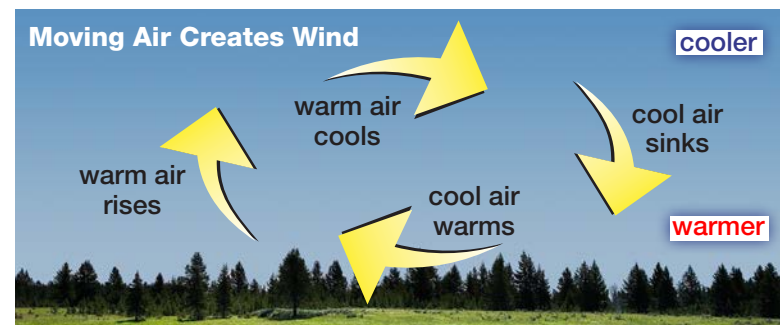 Moving Air Creates Wind
cooler
warm air
cools
cool air
sinks
warm air
rises
cool air
warms
warmer